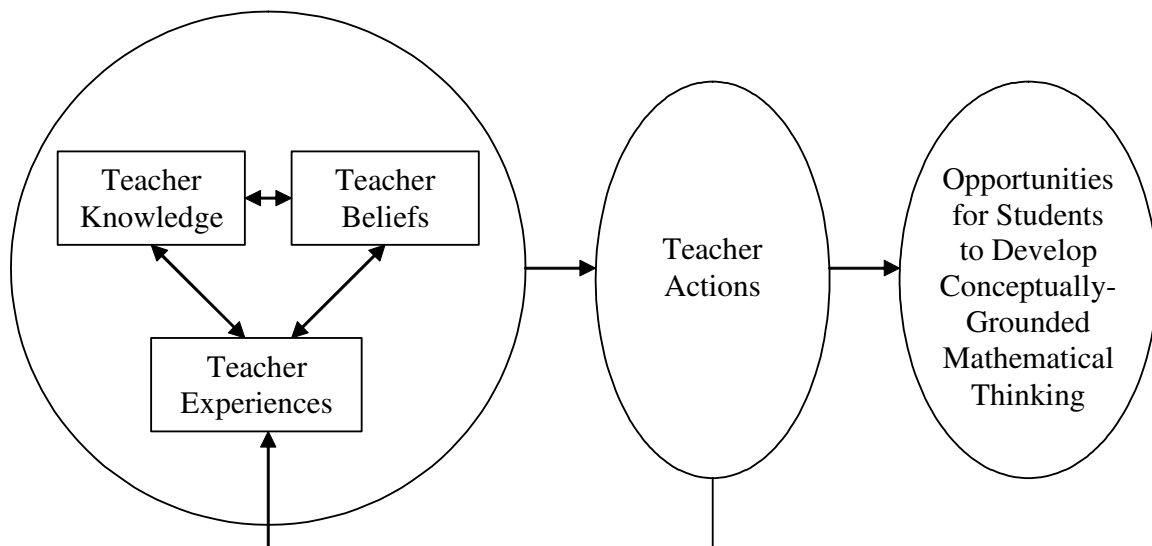 Teacher
Knowledge
Teacher
Beliefs
Teacher
Experiences
Teacher
Actions
Opportunities
for Students
to Develop
Conceptually-
Grounded
Mathematical
Thinking